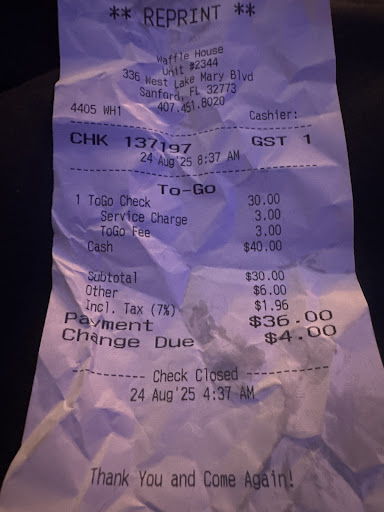 ** REPRINT **
Waffle House
Unit #2344
336 West Lake Mary Blvd
Sanford, FL 32773
407.451.8020
4405 WH1 Cashier:
CHK 137197 GST 1
24 Aug'25 8:37 AM
To-Go
1 ToGo Check 30.00
Service Charge 3.00
ToGo Fee 3.00
Cash $40.00
Subtotal $30.00
Other $6.00
Incl. Tax (7%) $1.96
Payment $36.00
Change Due $4.00
---------- Check Closed ----------
24 Aug'25 4:37 AM
Thank You and Come Again!